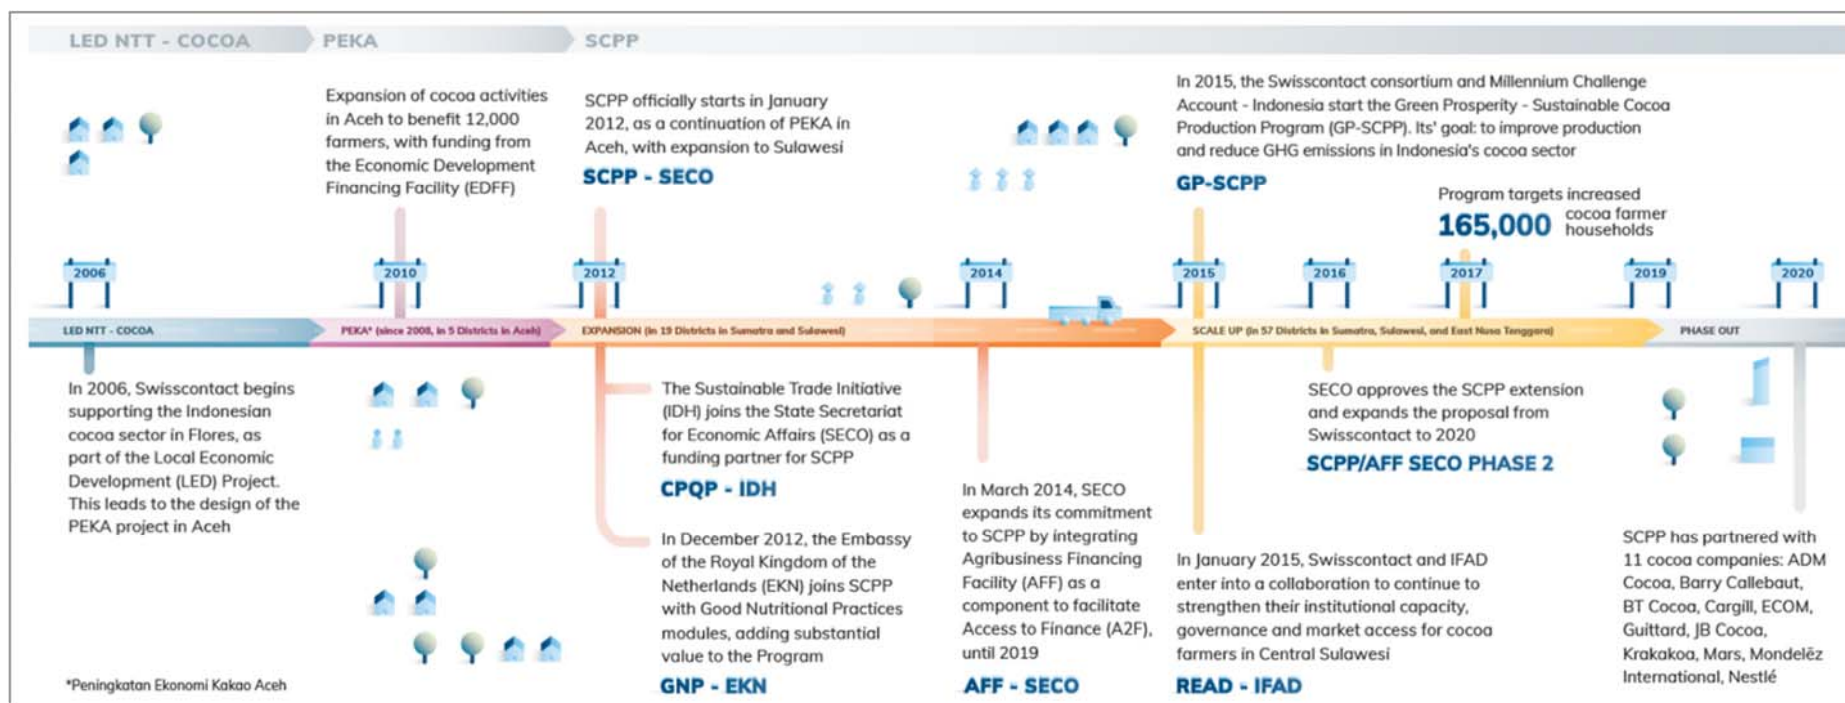 LED NTT - COCOA
PEKA
SCPP
Expansion of cocoa activities
in Aceh to benefit 12,000
farmers, with funding from
the Economic Development
Financing Facility (EDFF)
SCPP officially starts in January
2012, as a continuation of PEKA in
Aceh, with expansion to Sulawesi
SCPP - SECO
In 2015, the Swisscontact consortium and Millennium Challenge
Account - Indonesia start the Green Prosperity - Sustainable Cocoa
Production Program (GP-SCPP). Its' goal: to improve production
and reduce GHG emissions in Indonesia's cocoa sector
GP-SCPP
Program targets increased
165,000 cocoa farmer
households
2006
2010
2012
2014
2015
2016
2017
2019
2020
LED NTT - COCOA
PEKA* (since 2008, in 5 Districts in Aceh)
EXPANSION (in 19 Districts in Sumatra and Sulawesi)
SCALE UP (in 57 Districts in Sumatra, Sulawesi, and East Nusa Tenggara)
PHASE OUT
In 2006, Swisscontact begins
supporting the Indonesian
cocoa sector in Flores, as
part of the Local Economic
Development (LED) Project.
This leads to the design of the
PEKA project in Aceh
The Sustainable Trade Initiative
(IDH) joins the State Secretariat
for Economic Affairs (SECO) as a
funding partner for SCPP
CPQP - IDH
In December 2012, the Embassy
of the Royal Kingdom of the
Netherlands (EKN) joins SCPP
with Good Nutritional Practices
modules, adding substantial
value to the Program
GNP - EKN
In March 2014, SECO
expands its commitment
to SCPP by integrating
Agribusiness Financing
Facility (AFF) as a
component to facilitate
Access to Finance (A2F),
until 2019
AFF - SECO
In January 2015, Swisscontact and IFAD
enter into a collaboration to continue to
strengthen their institutional capacity,
governance and market access for cocoa
farmers in Central Sulawesi
READ - IFAD
SECO approves the SCPP extension
and expands the proposal from
Swisscontact to 2020
SCPP/AFF SECO PHASE 2
SCPP has partnered with
11 cocoa companies: ADM
Cocoa, Barry Callebaut,
BT Cocoa, Cargill, ECOM,
Guittard, JB Cocoa,
Krakakoa, Mars, Mondelēz
International, Nestlé
*Peningkatan Ekonomi Kakao Aceh